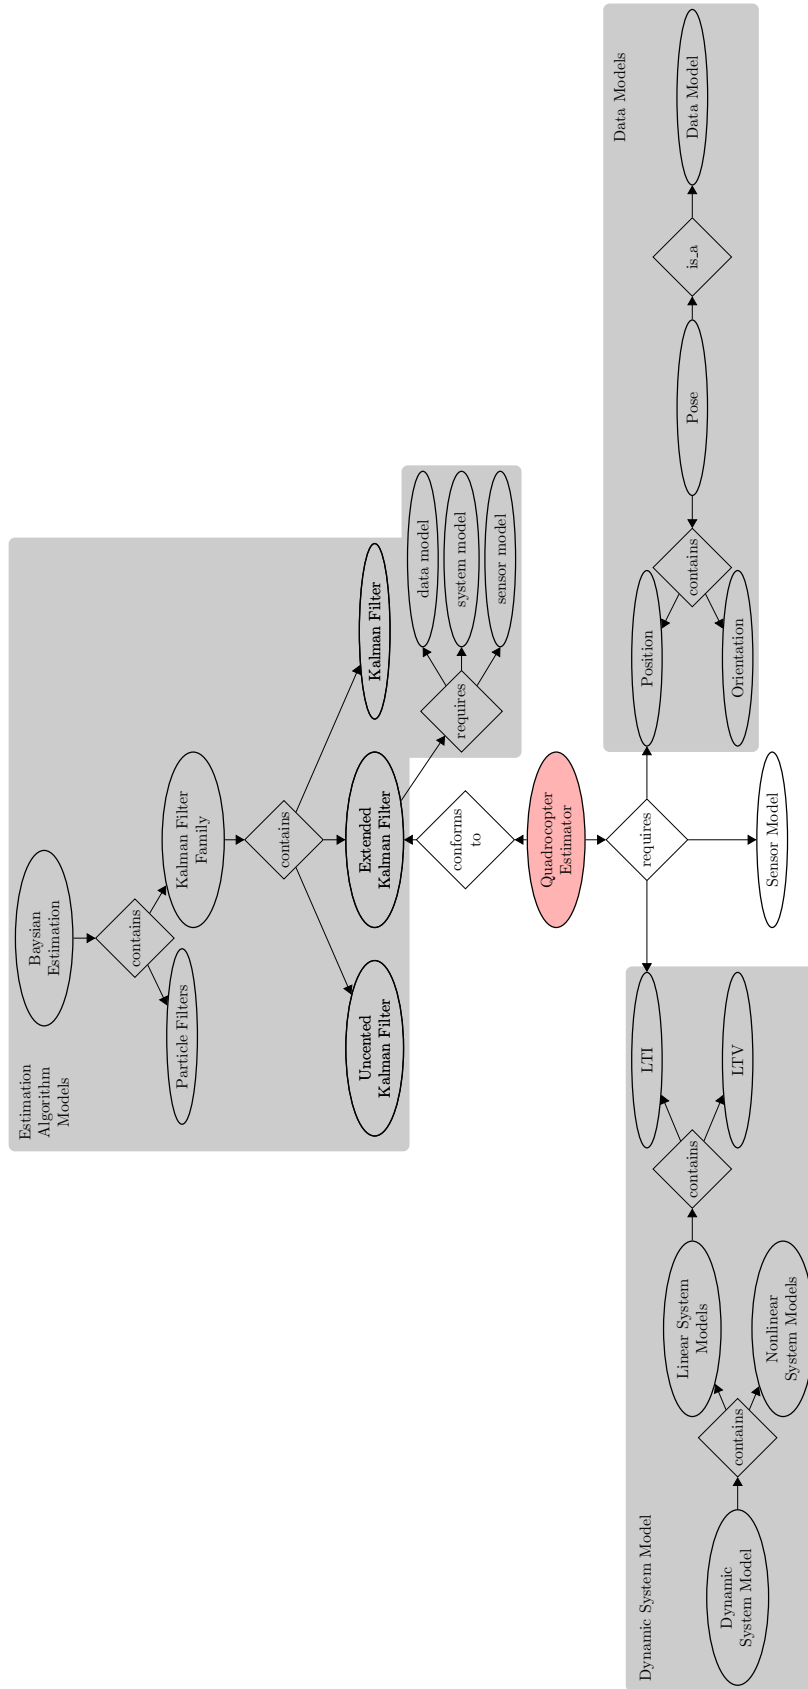 Estimation
Algorithm
Models
Baysian
Estimation
contains
Particle Filters
Kalman Filter
Family
contains
Uncented
Kalman Filter
Extended
Kalman Filter
Kalman Filter
requires
data model
system model
sensor model
conforms
to
Quadrocopter
Estimator
requires
Sensor Model
Dynamic System Model
Dynamic
System Model
contains
Linear System
Models
Nonlinear
System Models
contains
LTI
LTV
Data Models
Position
Orientation
contains
Pose
is_a
Data Model